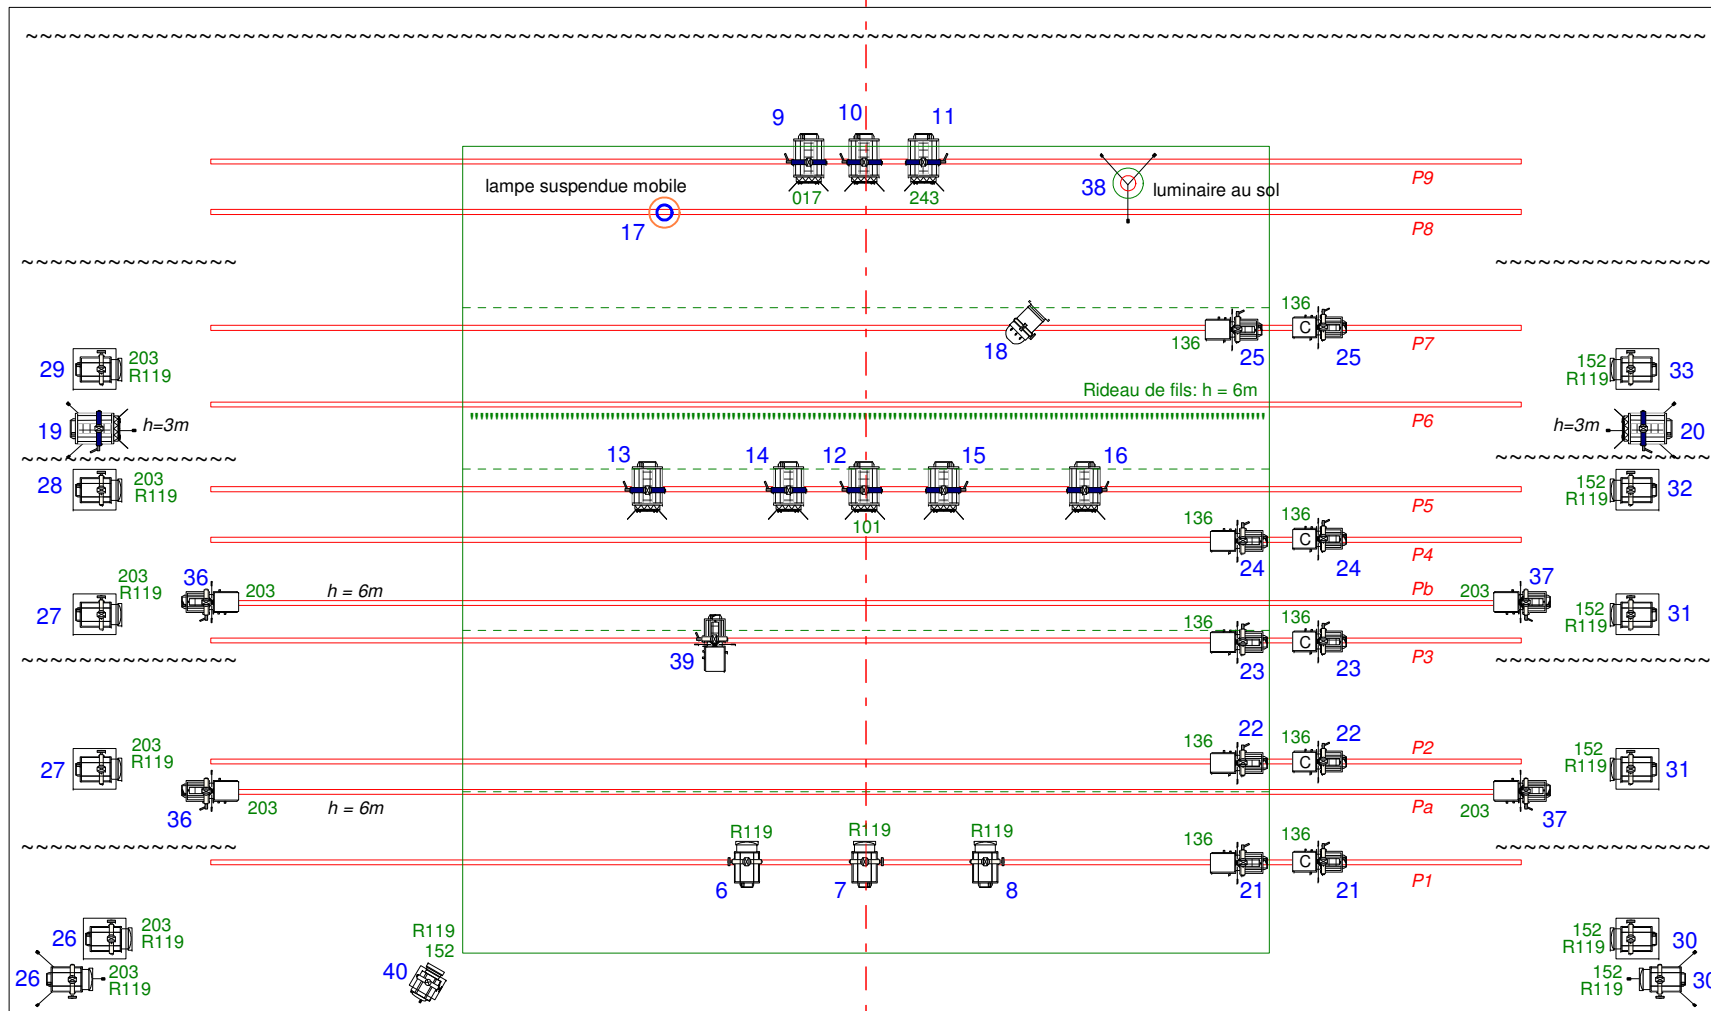 9 10 11
lampe suspendue mobile
38
luminaire au sol
P9
017 243
17
P8
136
18
136
25 25
P7
29
203
R119
152
R119
33
Rideau de fils: h = 6m
19
h=3m
P6
h=3m
20
13 14 12 15 16
28
203
R119
152
R119
32
P5
101
136 136
24 24
P4
203
R119
36
203
h = 6m
Pb
203
37
27
152
R119
31
136 136
39
23 23
P3
22 22
27
203
R119
136 136
P2
152
R119
31
36
203
h = 6m
Pa
203
37
R119 R119 R119
136 136
6 7 8
21 21
P1
26
203
R119
R119
152
152
R119
30
26
203
R119
40
152
R119
30
C
C
C
C
C